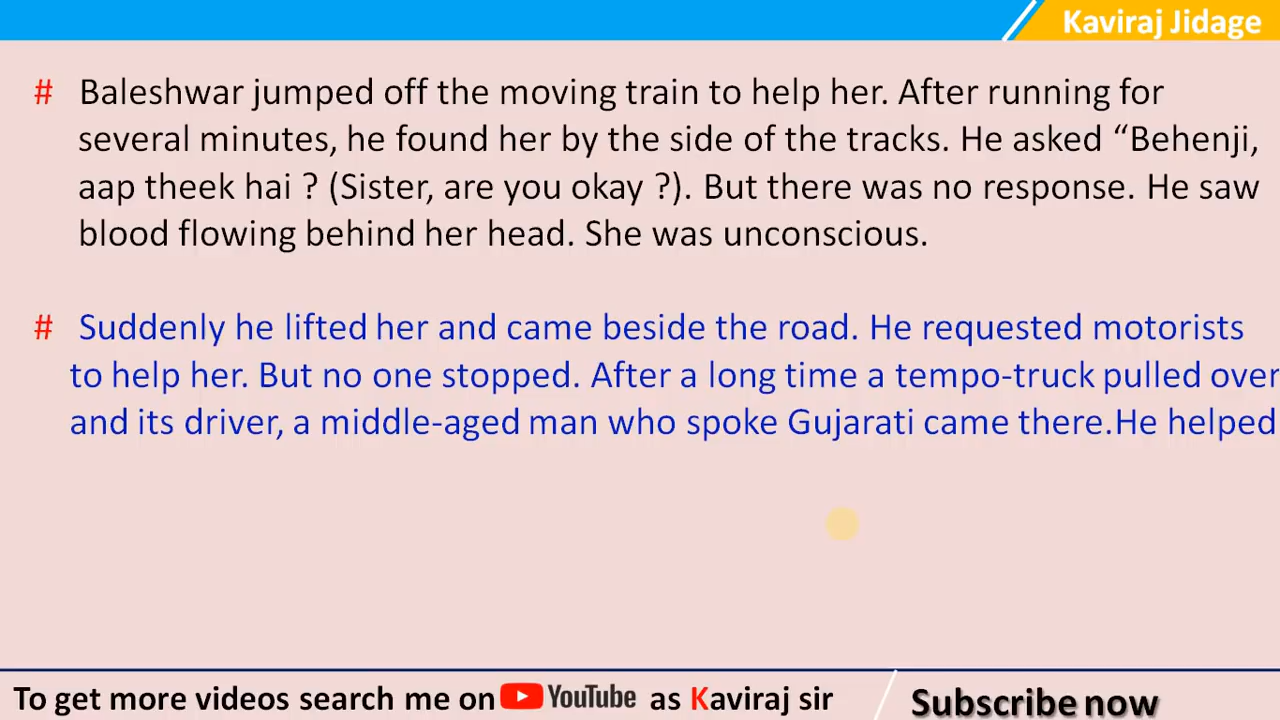 Kaviraj Jidage
# Baleshwar jumped off the moving train to help her. After running for
several minutes, he found her by the side of the tracks. He asked “Behenji,
aap theek hai ? (Sister, are you okay ?). But there was no response. He saw
blood flowing behind her head. She was unconscious.
# Suddenly he lifted her and came beside the road. He requested motorists
to help her. But no one stopped. After a long time a tempo-truck pulled over
and its driver, a middle-aged man who spoke Gujarati came there.He helped
To get more videos search me on YouTube as Kaviraj sir
Subscribe now